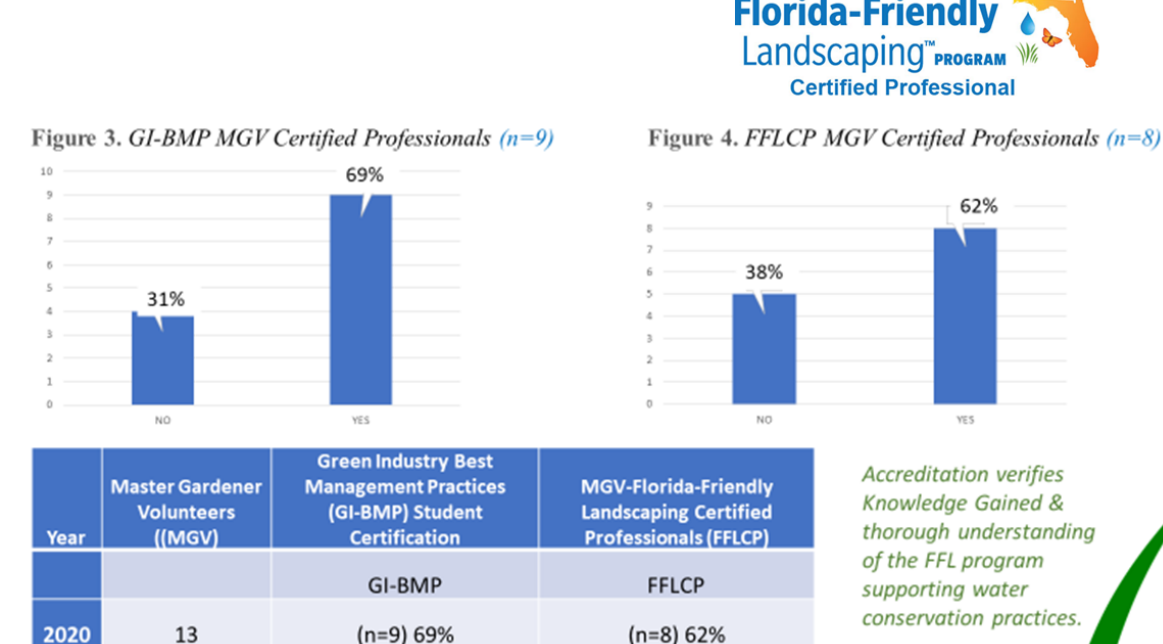 Florida-Friendly
Landscaping™ PROGRAM
Certified Professional
Figure 3. GI-BMP MGV Certified Professionals (n=9)
10
9
8
7
6
5
4
3
2
1
0
31%
69%
NO
YES
Figure 4. FFLCP MGV Certified Professionals (n=8)
9
8
7
6
5
4
3
2
1
0
38%
62%
NO
YES
Year
Master Gardener
Volunteers
((MGV)
Green Industry Best
Management Practices
(GI-BMP) Student
Certification
MGV-Florida-Friendly
Landscaping Certified
Professionals (FFLCP)
GI-BMP
FFLCP
2020
13
(n=9) 69%
(n=8) 62%
Accreditation verifies
Knowledge Gained &
thorough understanding
of the FFL program
supporting water
conservation practices.